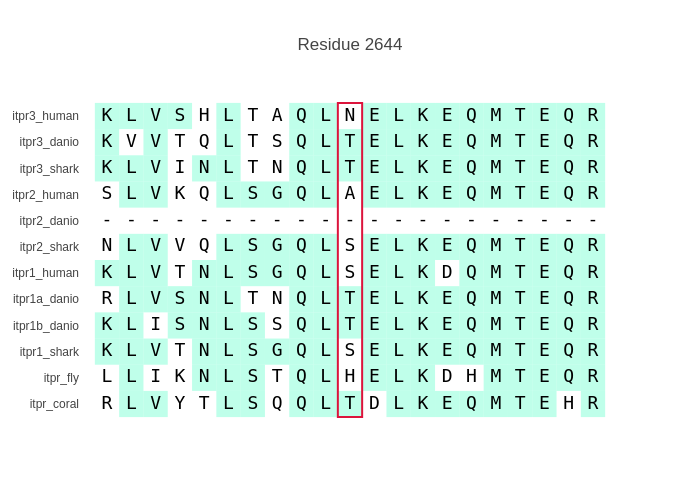 Residue 2644
itpr3_human K L V S H L T A Q L N E L K E Q M T E Q R
itpr3_danio K V V T Q L T S Q L T E L K E Q M T E Q R
itpr3_shark K L V I N L T N Q L T E L K E Q M T E Q R
itpr2_human S L V K Q L S G Q L A E L K E Q M T E Q R
itpr2_danio - - - - - - - - - - - - - - - - - - - - -
itpr2_shark N L V V Q L S G Q L S E L K E Q M T E Q R
itpr1_human K L V T N L S G Q L S E L K D Q M T E Q R
itpr1a_danio R L V S N L T N Q L T E L K E Q M T E Q R
itpr1b_danio K L I S N L S S Q L T E L K E Q M T E Q R
itpr1_shark K L V T N L S G Q L S E L K E Q M T E Q R
itpr_fly L L I K N L S T Q L H E L K D H M T E Q R
itpr_coral R L V Y T L S Q Q L T D L K E Q M T E H R